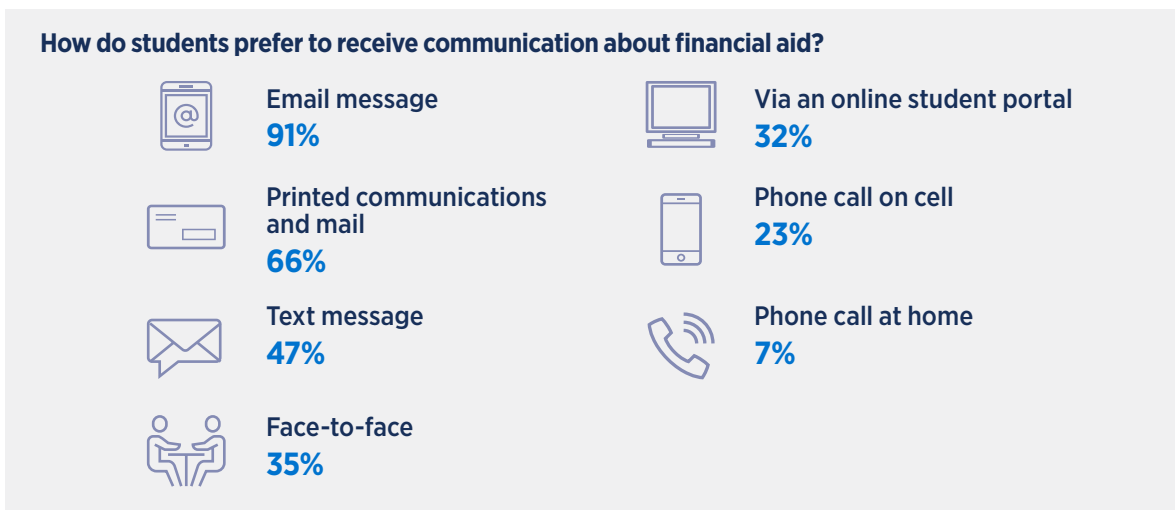 How do students prefer to receive communication about financial aid?
@
Email message
91%
Printed communications
and mail
66%
Text message
47%
Face-to-face
35%
Via an online student portal
32%
Phone call on cell
23%
Phone call at home
7%